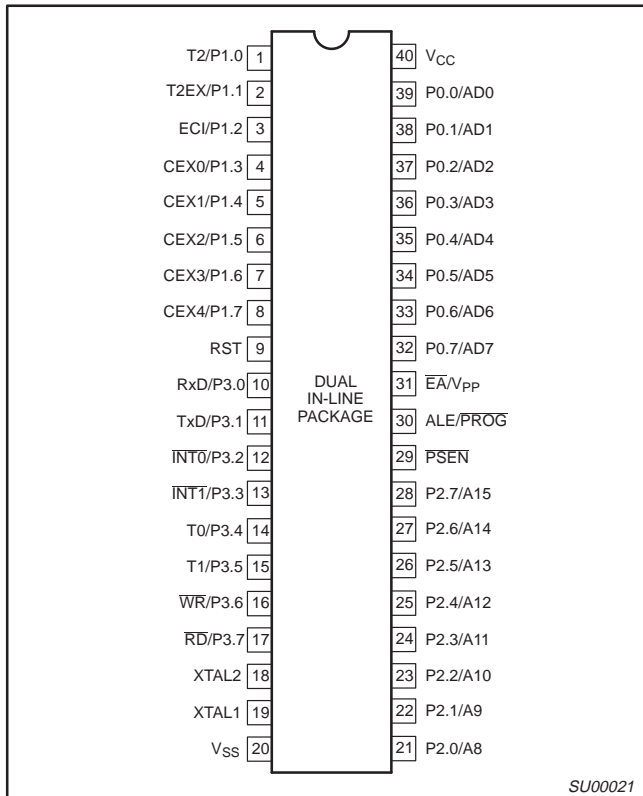 T2/P1.0 1 40 VCC
T2EX/P1.1 2 39 P0.0/AD0
ECI/P1.2 3 38 P0.1/AD1
CEX0/P1.3 4 37 P0.2/AD2
CEX1/P1.4 5 36 P0.3/AD3
CEX2/P1.5 6 35 P0.4/AD4
CEX3/P1.6 7 34 P0.5/AD5
CEX4/P1.7 8 33 P0.6/AD6
RST 9 32 P0.7/AD7
RxD/P3.0 10 DUAL 31 E̅A̅/VPP
IN-LINE
TxD/P3.1 11 PACKAGE 30 ALE/P̅R̅O̅G̅
I̅N̅T̅0̅/P3.2 12 29 P̅S̅E̅N̅
I̅N̅T̅1̅/P3.3 13 28 P2.7/A15
T0/P3.4 14 27 P2.6/A14
T1/P3.5 15 26 P2.5/A13
W̅R̅/P3.6 16 25 P2.4/A12
R̅D̅/P3.7 17 24 P2.3/A11
XTAL2 18 23 P2.2/A10
XTAL1 19 22 P2.1/A9
VSS 20 21 P2.0/A8
SU00021